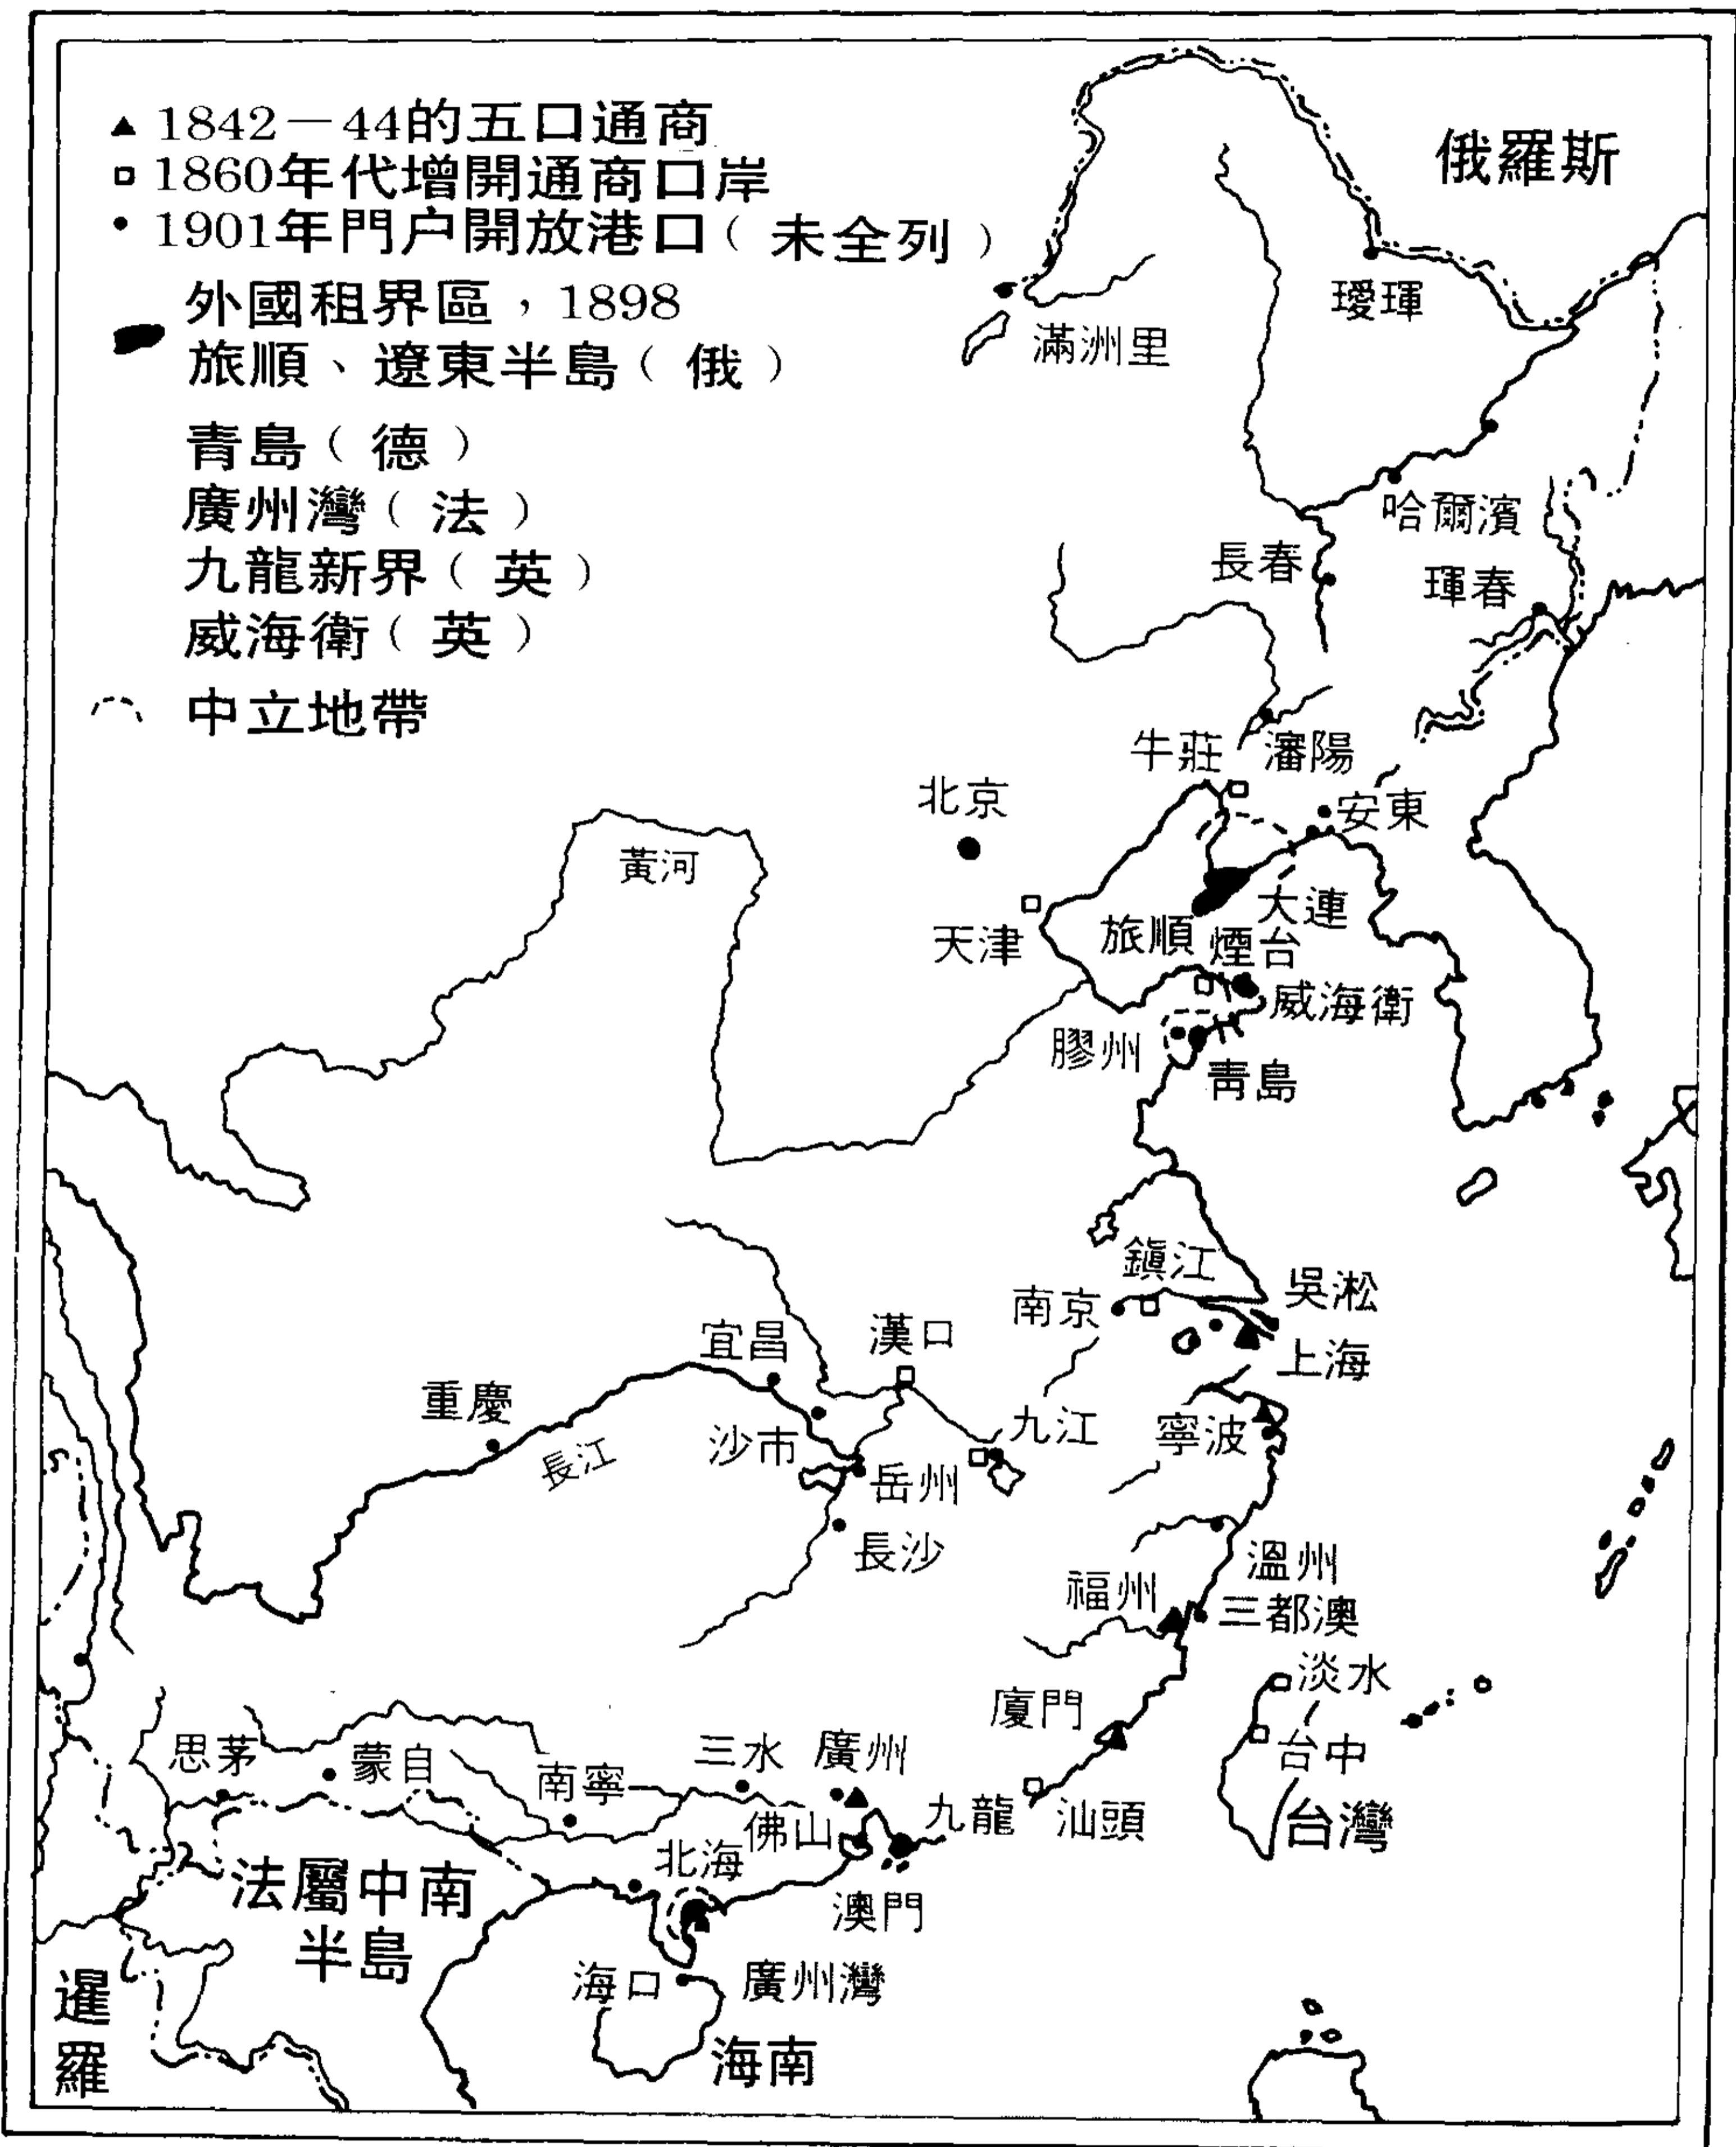 1842－44的五口通商
1860年代增開通商口岸
1901年門户開放港口（未全列）
外國租界區，1898
旅順、遼東半島（俄）
青島（德）
廣州灣（法）
九龍新界（英）
威海衛（英）
中立地帶
俄羅斯
璦琿
滿洲里
哈爾濱
長春
琿春
牛莊
瀋陽
北京
安東
黃河
大連
天津
旅順
煙台
威海衛
膠州
青島
鎮江
吳淞
南京
宜昌
漢口
上海
重慶
九江
沙市
寧波
長江
岳州
長沙
溫州
福州
三都澳
淡水
廈門
思茅
蒙自
三水
廣州
台中
南寧
九龍
汕頭
台灣
佛山
北海
法屬中南
半島
澳門
暹
羅
海口
廣州灣
海南